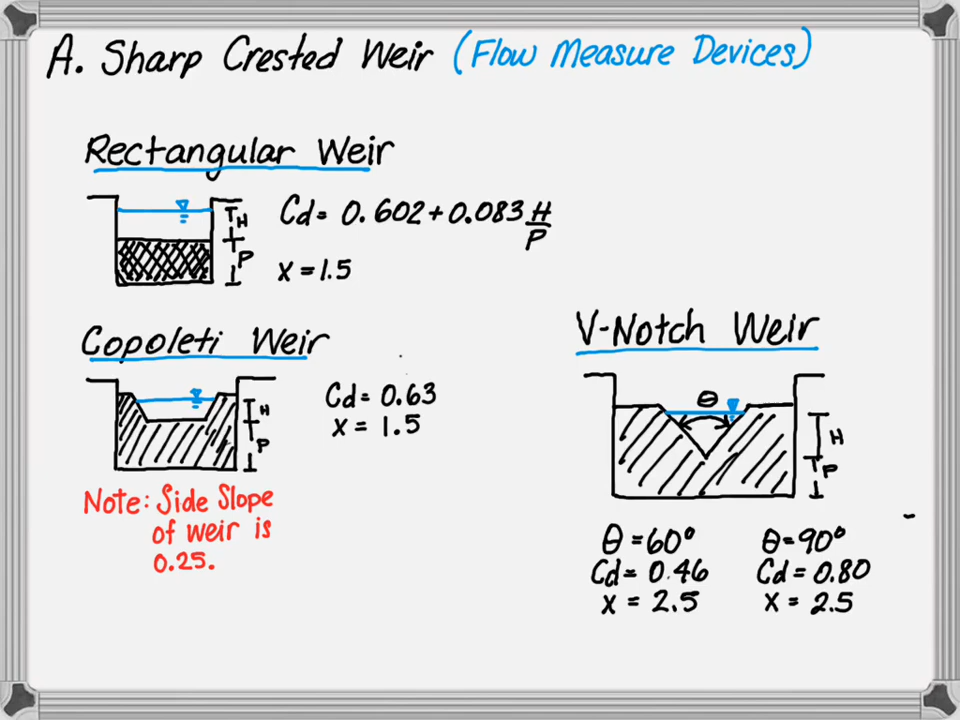 A. Sharp Crested Weir (Flow Measure Devices)
Rectangular Weir
H
P
Cd = 0.602 + 0.083 H/P
x = 1.5
Copoleti Weir
H
P
Cd = 0.63
x = 1.5
Note: Side Slope
of weir is
0.25.
V-Notch Weir
θ
H
P
θ = 60°
Cd = 0.46
x = 2.5
θ = 90°
Cd = 0.80
x = 2.5